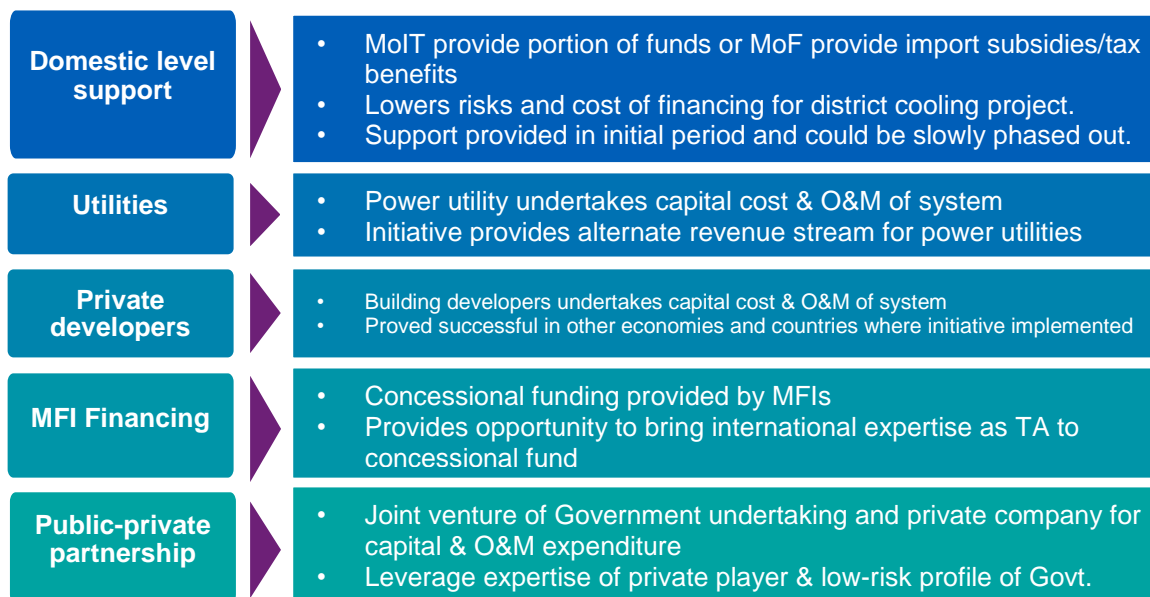 Domestic level
support
• MoIT provide portion of funds or MoF provide import subsidies/tax
benefits
• Lowers risks and cost of financing for district cooling project.
• Support provided in initial period and could be slowly phased out.
Utilities
• Power utility undertakes capital cost & O&M of system
• Initiative provides alternate revenue stream for power utilities
Private
developers
• Building developers undertakes capital cost & O&M of system
• Proved successful in other economies and countries where initiative implemented
MFI Financing
• Concessional funding provided by MFIs
• Provides opportunity to bring international expertise as TA to
concessional fund
Public-private
partnership
• Joint venture of Government undertaking and private company for
capital & O&M expenditure
• Leverage expertise of private player & low-risk profile of Govt.